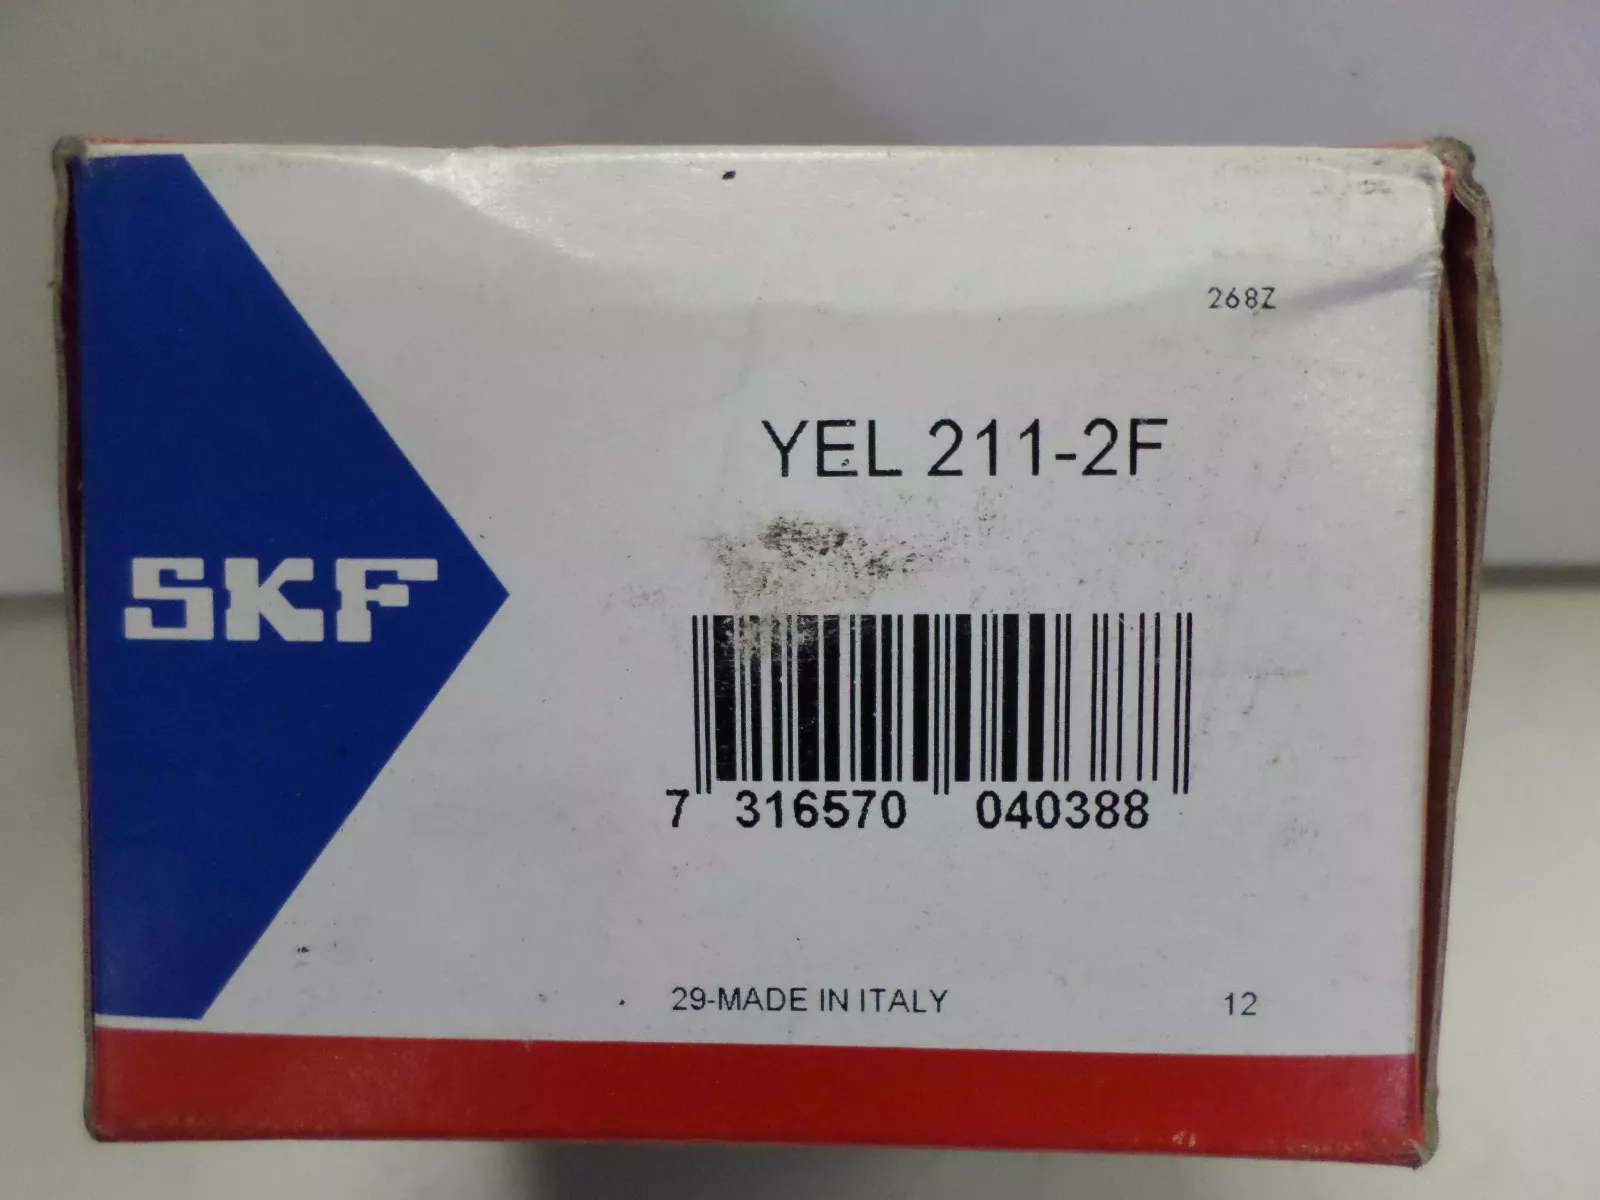 268Z
YEL 211-2F
SKF
7 316570 040388
29-MADE IN ITALY 12